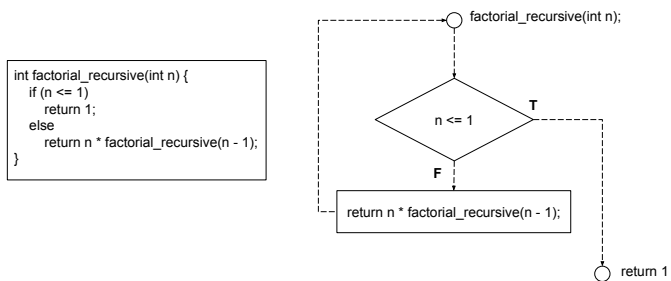 int factorial_recursive(int n) {
if (n <= 1)
return 1;
else
return n * factorial_recursive(n - 1);
}
factorial_recursive(int n);
n <= 1
T
F
return n * factorial_recursive(n - 1);
return 1